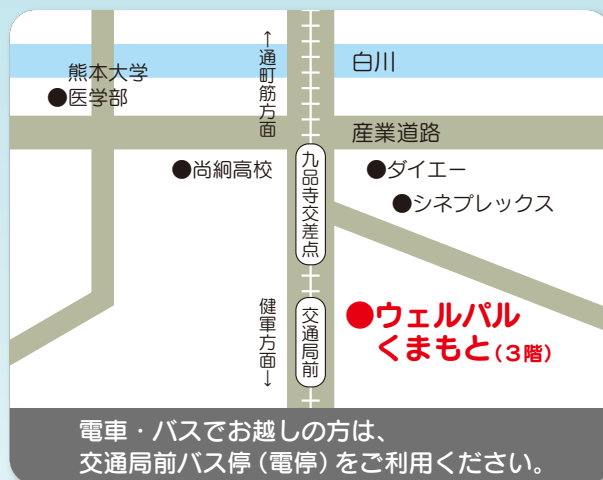 ↑通町筋方面
白川
熊本大学
●医学部
産業道路
●尚絅高校
九品寺交差点
●ダイエー
●シネプレックス
健軍方面↓
交通局前
●ウェルパル
くまもと(3階)
電車・バスでお越しの方は、
交通局前バス停(電停)をご利用ください。